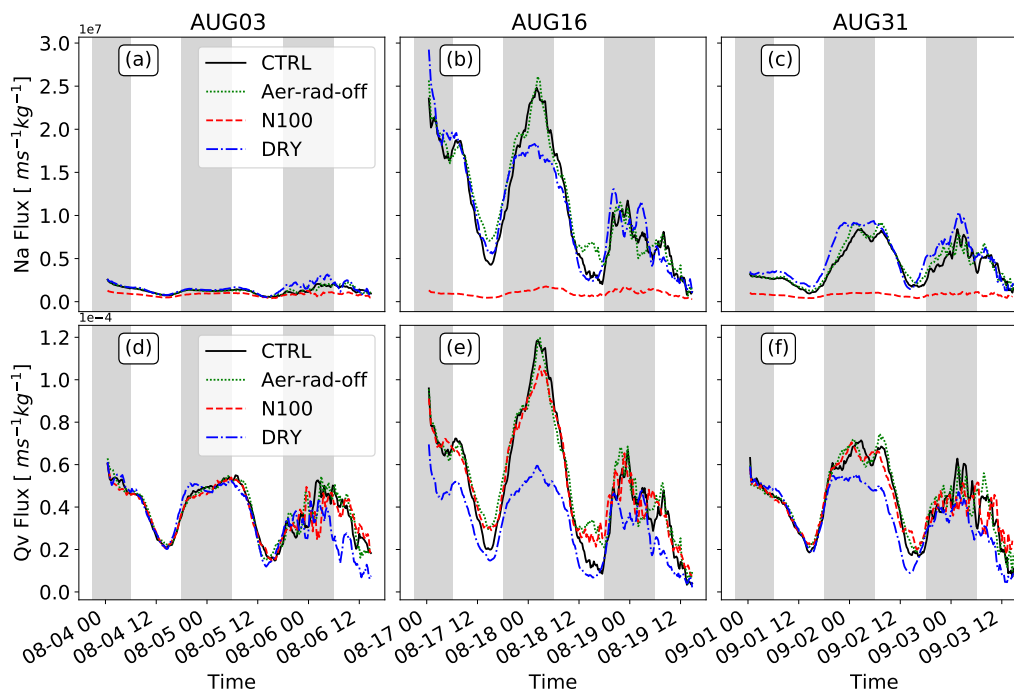 AUG03
AUG16
AUG31
1e7
3.0
2.5
2.0
1.5
1.0
0.5
0.0
Na Flux [ ms⁻¹kg⁻¹]
(a)
CTRL
Aer-rad-off
N100
DRY
(b)
(c)
1e-4
1.2
1.0
0.8
0.6
0.4
0.2
0.0
Qv Flux [ ms⁻¹kg⁻¹]
(d)
CTRL
Aer-rad-off
N100
DRY
(e)
(f)
08-04 00
08-04 12
08-05 00
08-05 12
08-06 00
08-06 12
08-17 00
08-17 12
08-18 00
08-18 12
08-19 00
08-19 12
09-01 00
09-01 12
09-02 00
09-02 12
09-03 00
09-03 12
Time
Time
Time